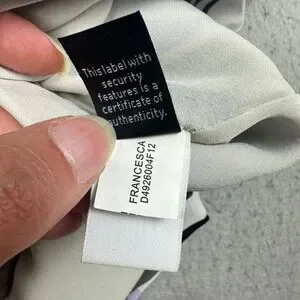 This label with
security
features is a
certificate of
authenticity.
FRANCESCA
D4926004F12